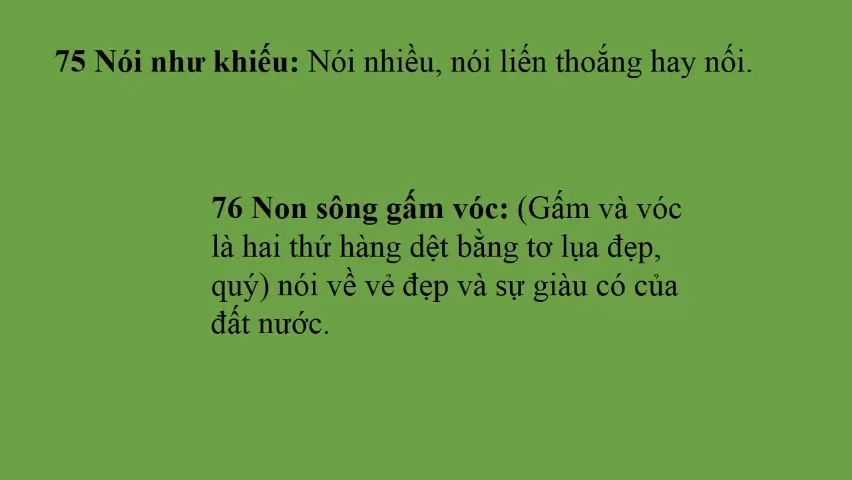 75 Nói như khiếu: Nói nhiều, nói liến thoắng hay nối.
76 Non sông gấm vóc: (Gấm và vóc
là hai thứ hàng dệt bằng tơ lụa đẹp,
quý) nói về vẻ đẹp và sự giàu có của
đất nước.